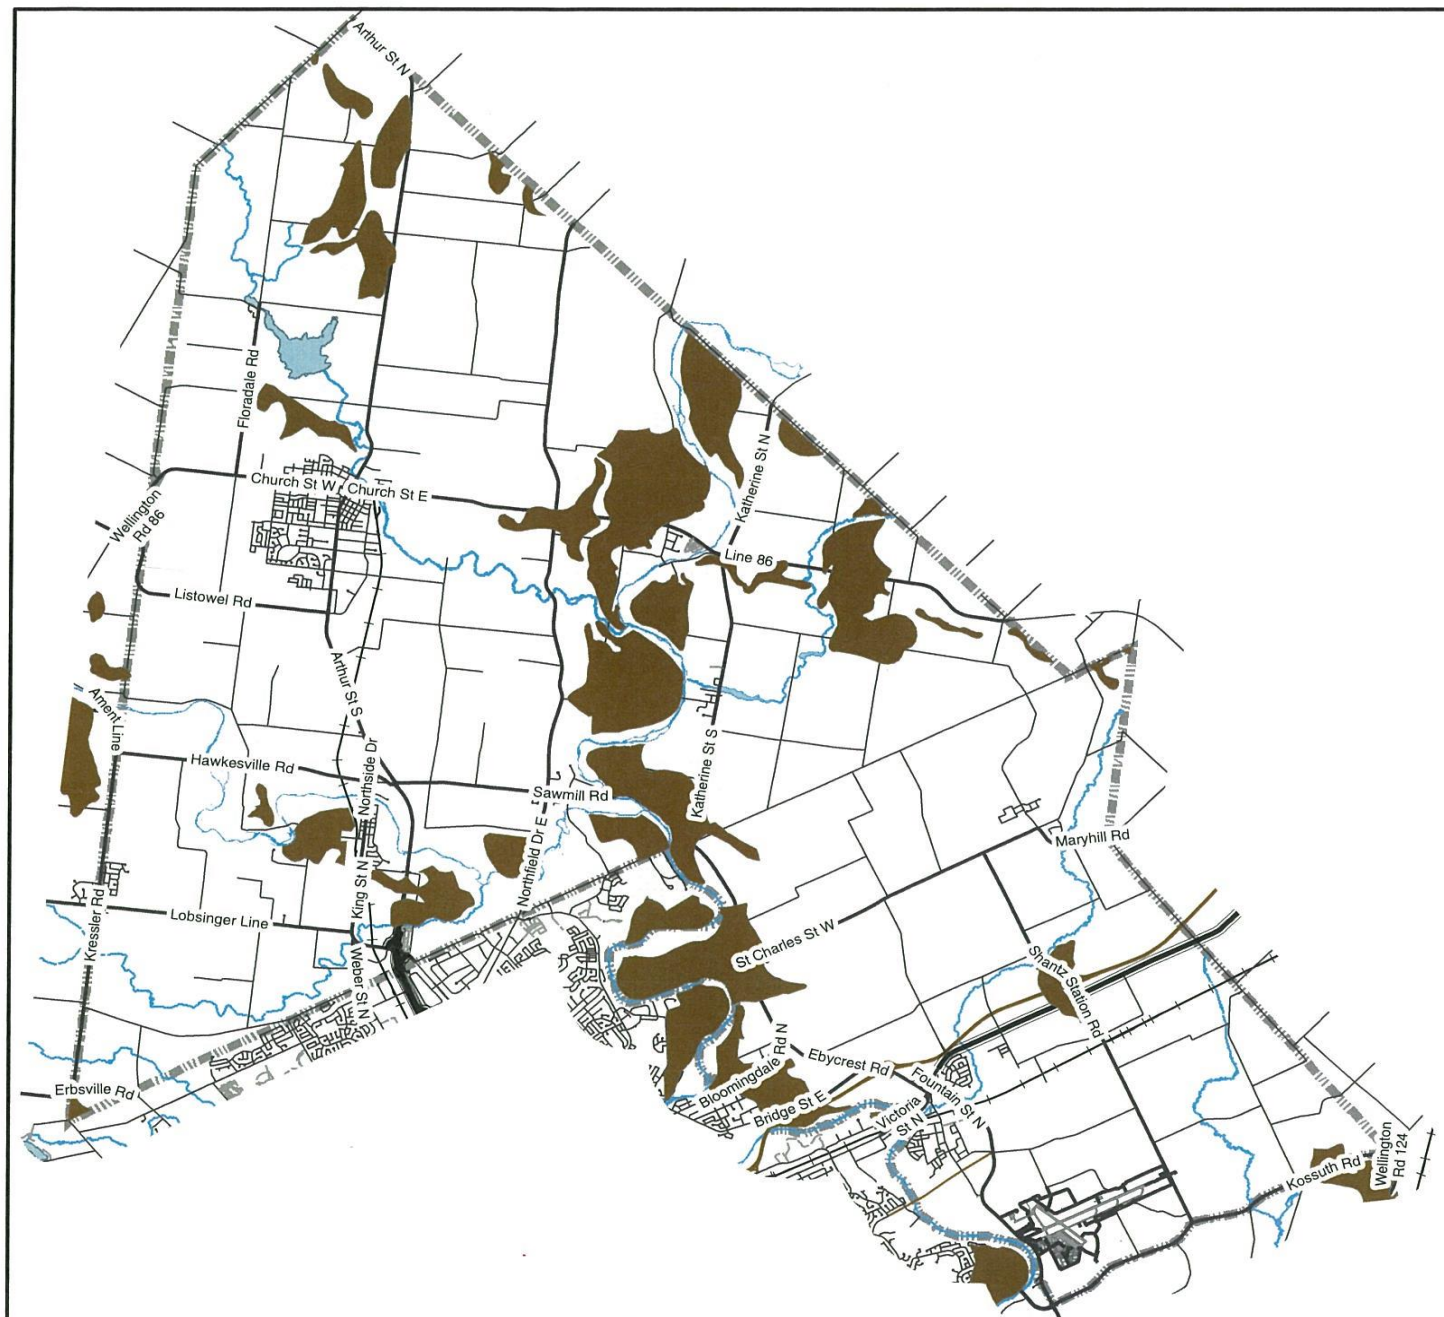 Arthur St N
Floradale Rd
Katherine St N
Church St W
Church St E
Wellington
Rd 86
Line 86
Listowel Rd
Arthur St S
Ament Line
Northside Dr
Hawkesville Rd
Sawmill Rd
Katherine St S
Maryhill Rd
Northfield Dr E
King St N
Kressler Rd
Lobsinger Line
St Charles St W
Weber St N
Shantz Station Rd
Bloomingdale Rd N
Ebycrest Rd
Erbsville Rd
Fountain St N
Bridge St E
Victoria
St N
Kossuth Rd
Wellington
Rd 124